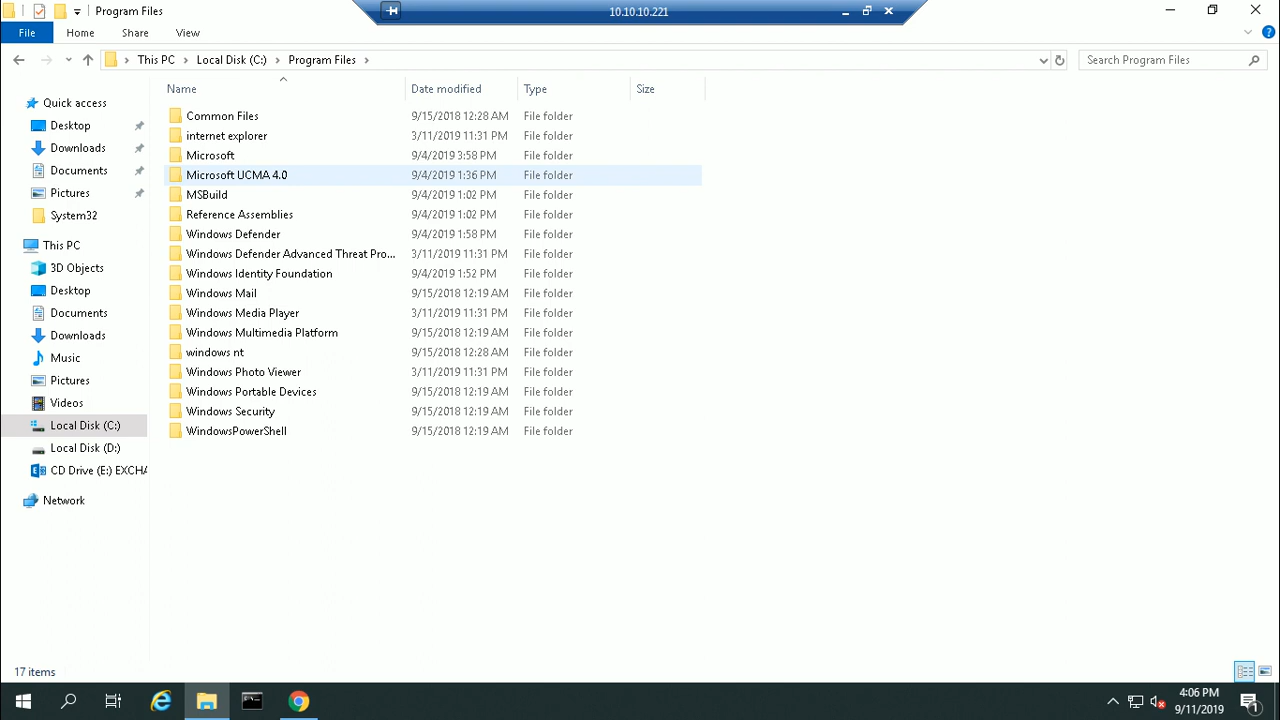 Program Files
10.10.10.221
File Home Share View
This PC Local Disk (C:) Program Files
Search Program Files
Name Date modified Type Size
Quick access
Desktop
Downloads
Documents
Pictures
System32
This PC
3D Objects
Desktop
Documents
Downloads
Music
Pictures
Videos
Local Disk (C:)
Local Disk (D:)
CD Drive (E:) EXCHA
Network
Common Files 9/15/2018 12:28 AM File folder
internet explorer 3/11/2019 11:31 PM File folder
Microsoft 9/4/2019 3:58 PM File folder
Microsoft UCMA 4.0 9/4/2019 1:36 PM File folder
MSBuild 9/4/2019 1:02 PM File folder
Reference Assemblies 9/4/2019 1:02 PM File folder
Windows Defender 9/4/2019 1:58 PM File folder
Windows Defender Advanced Threat Pro... 3/11/2019 11:31 PM File folder
Windows Identity Foundation 9/4/2019 1:52 PM File folder
Windows Mail 9/15/2018 12:19 AM File folder
Windows Media Player 3/11/2019 11:31 PM File folder
Windows Multimedia Platform 9/15/2018 12:19 AM File folder
windows nt 9/15/2018 12:28 AM File folder
Windows Photo Viewer 3/11/2019 11:31 PM File folder
Windows Portable Devices 9/15/2018 12:19 AM File folder
Windows Security 9/15/2018 12:19 AM File folder
WindowsPowerShell 9/15/2018 12:19 AM File folder
17 items
4:06 PM
9/11/2019
1